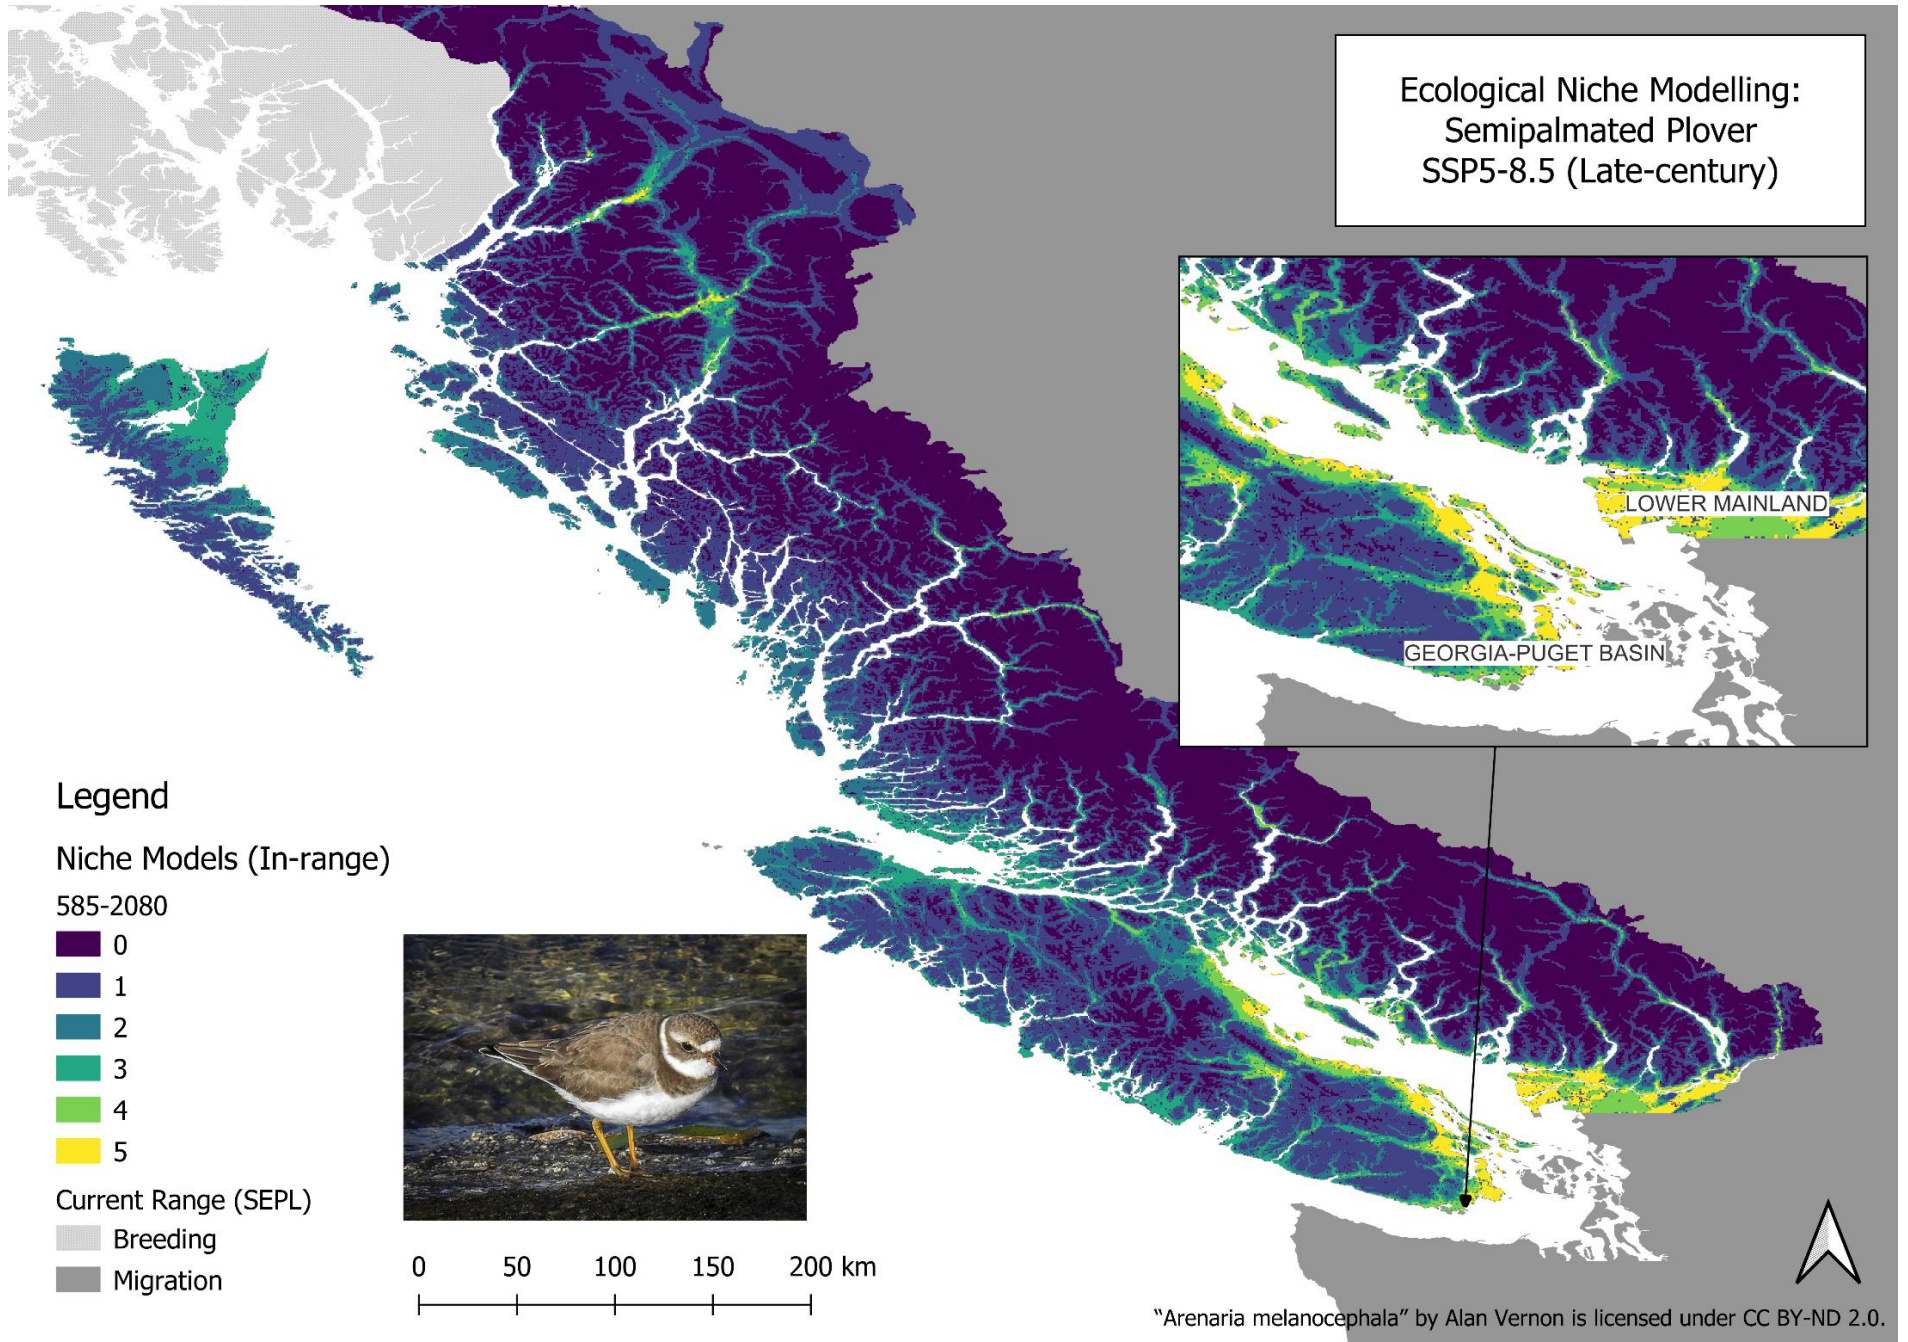 Ecological Niche Modelling:
Semipalmated Plover
SSP5-8.5 (Late-century)
LOWER MAINLAND
GEORGIA-PUGET BASIN
Legend
Niche Models (In-range)
585-2080
0
1
2
3
4
5
Current Range (SEPL)
Breeding
Migration
0 50 100 150 200 km
“Arenaria melanocephala” by Alan Vernon is licensed under CC BY-ND 2.0.